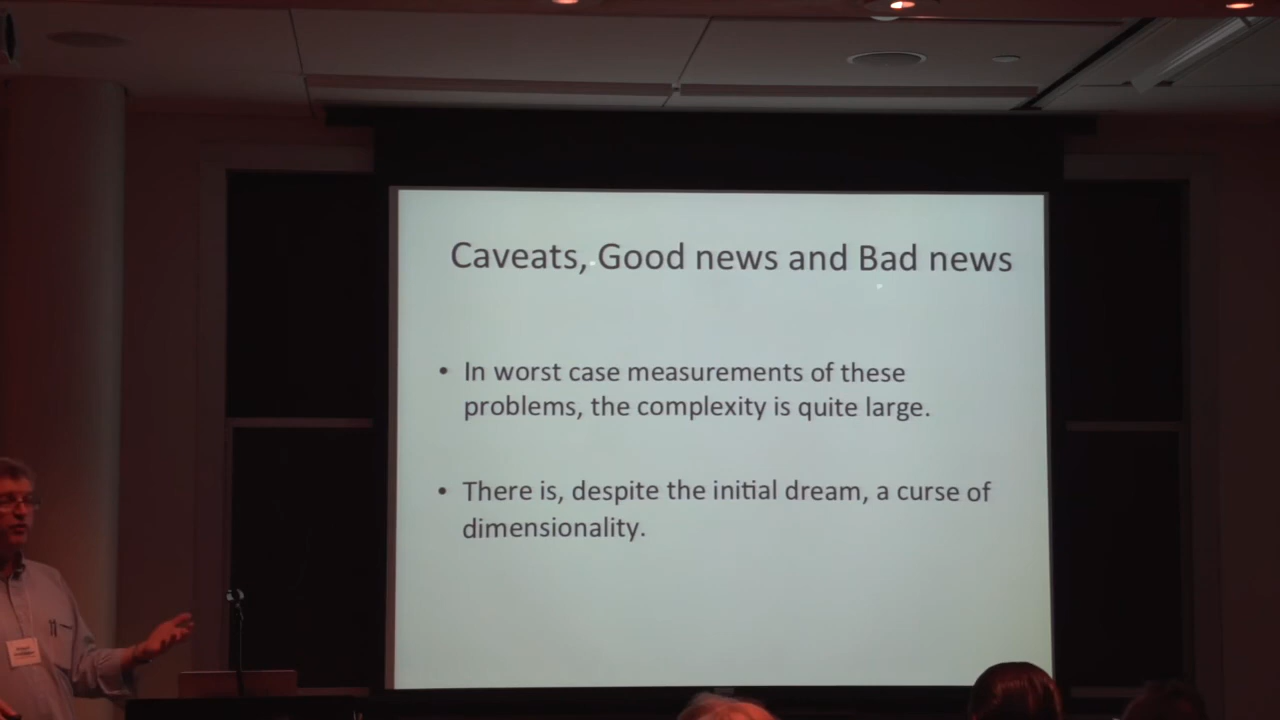 Caveats, Good news and Bad news
• In worst case measurements of these
problems, the complexity is quite large.
• There is, despite the initial dream, a curse of
dimensionality.